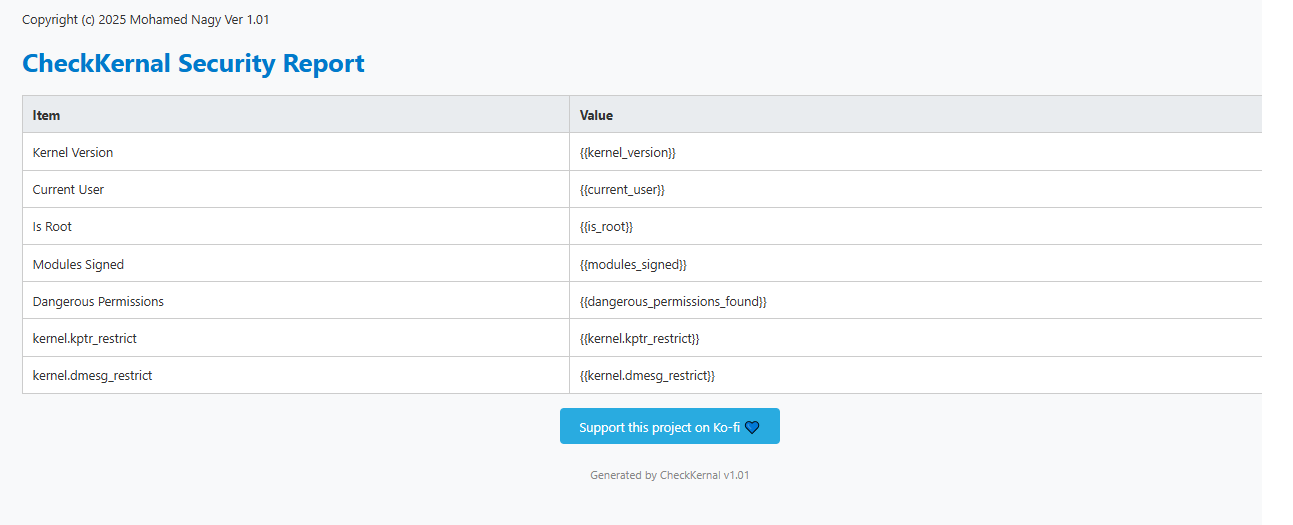 Copyright (c) 2025 Mohamed Nagy Ver 1.01
CheckKernal Security Report
Item Value
Kernel Version {{kernel_version}}
Current User {{current_user}}
Is Root {{is_root}}
Modules Signed {{modules_signed}}
Dangerous Permissions {{dangerous_permissions_found}}
kernel.kptr_restrict {{kernel.kptr_restrict}}
kernel.dmesg_restrict {{kernel.dmesg_restrict}}
Support this project on Ko-fi 💙
Generated by CheckKernal v1.01